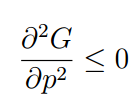 ∂²G/∂p² ≤ 0